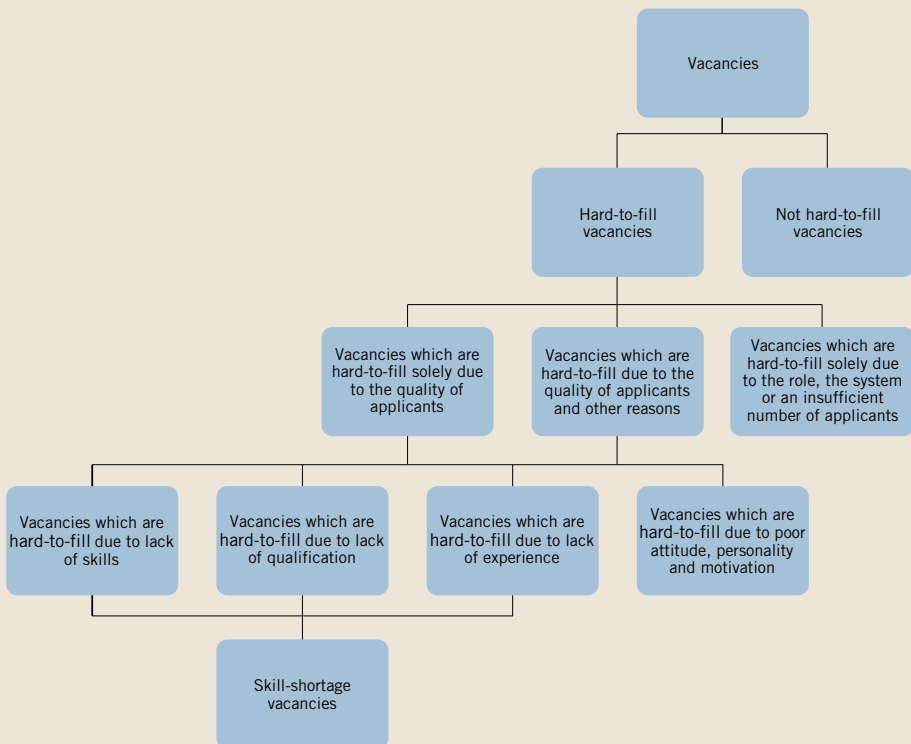 Vacancies
Hard-to-fill
vacancies
Not hard-to-fill
vacancies
Vacancies which are
hard-to-fill solely due
to the quality of
applicants
Vacancies which are
hard-to-fill due to the
quality of applicants
and other reasons
Vacancies which are
hard-to-fill solely due
to the role, the system
or an insufficient
number of applicants
Vacancies which are
hard-to-fill due to lack
of skills
Vacancies which are
hard-to-fill due to lack
of qualification
Vacancies which are
hard-to-fill due to lack
of experience
Vacancies which are
hard-to-fill due to poor
attitude, personality
and motivation
Skill-shortage
vacancies